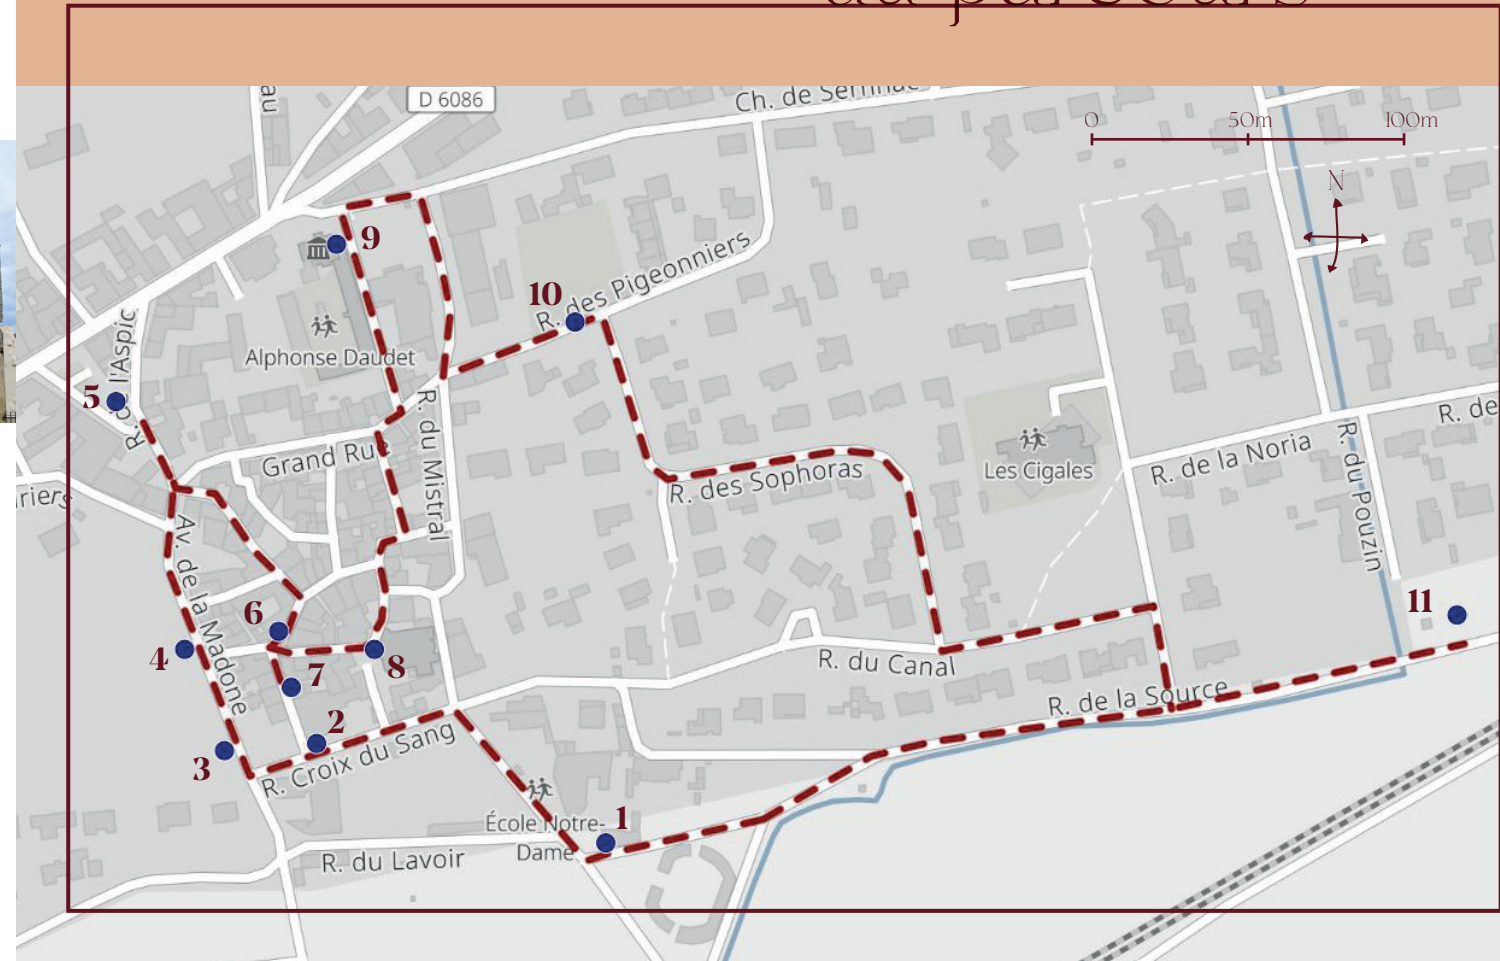 du parcours
D 6086
Ch. de
0 50m 100m
N
9
10
R. des Pigeonniers
Alphonse Daudet
5
R. de l'Aspic
Grand Rue
R. du Mistral
R. des Sophoras
Les Cigales
R. de la Noria
R. de
R. du Pouzin
Av. de la Madone
6
4
7
8
11
R. du Canal
R. de la Source
2
3
R. Croix du Sang
1
École Notre-
Dame
R. du Lavoir